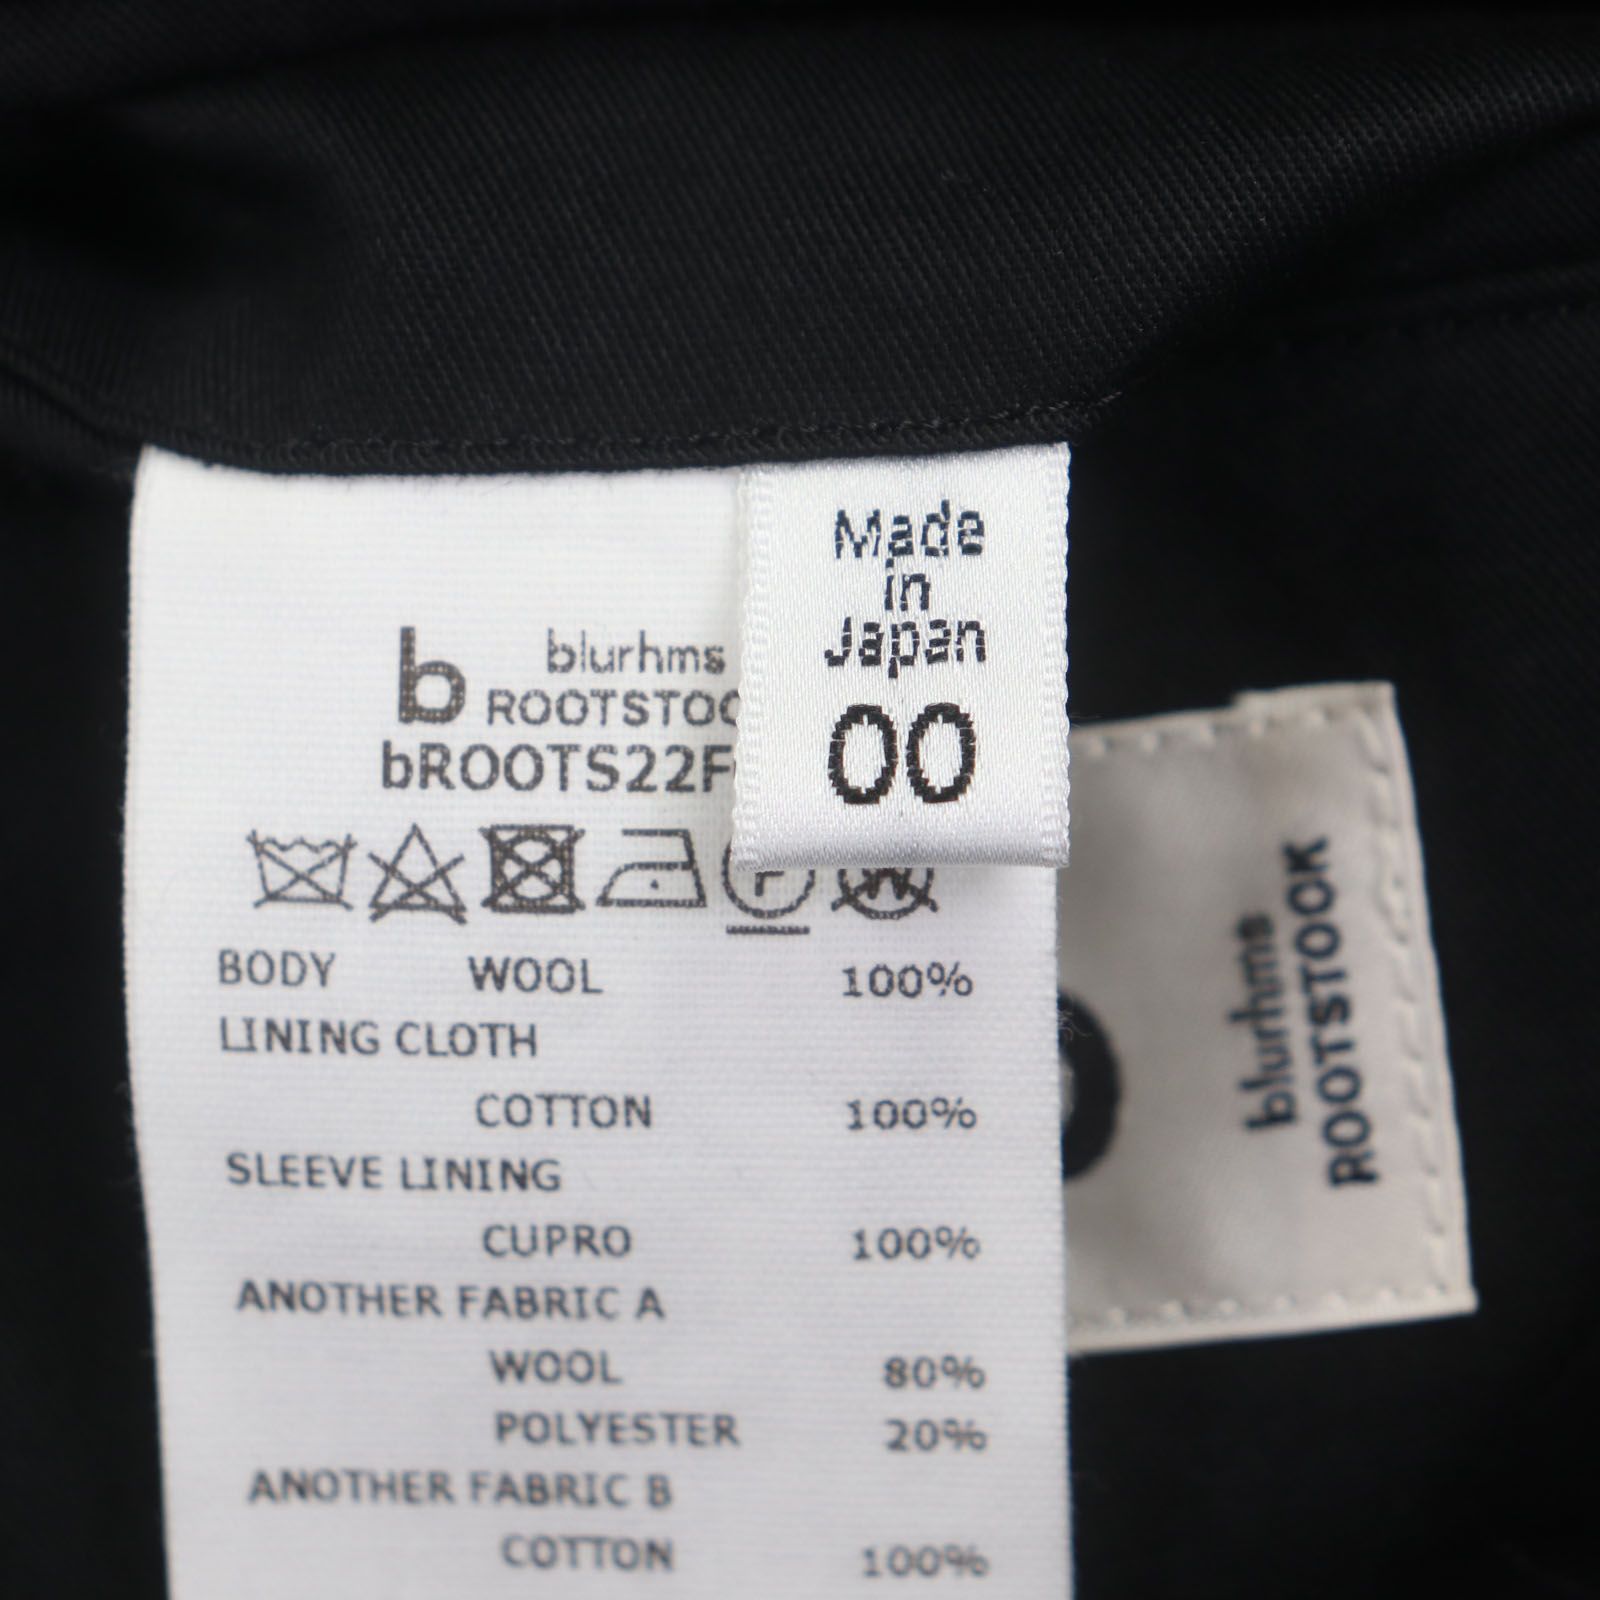 Made
in
Japan
00
b
blurhms
ROOTSTOC
bROOTS22F
F
W
BODY WOOL 100%
LINING CLOTH
COTTON 100%
SLEEVE LINING
CUPRO 100%
ANOTHER FABRIC A
WOOL 80%
POLYESTER 20%
ANOTHER FABRIC B
COTTON 100%
blurhms
ROOTSTOCK